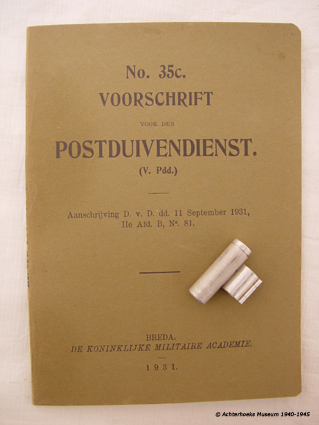 No. 35c.
VOORSCHRIFT
VOOR DEN
POSTDUIVENDIENST.
(V. Pdd.)
Aanschrijving D. v. D. dd. 11 September 1931,
IIe Afd. B, Nº. 81.
BREDA.
DE KONINKLIJKE MILITAIRE ACADEMIE.
1931.
© Achterhoeks Museum 1940-1945